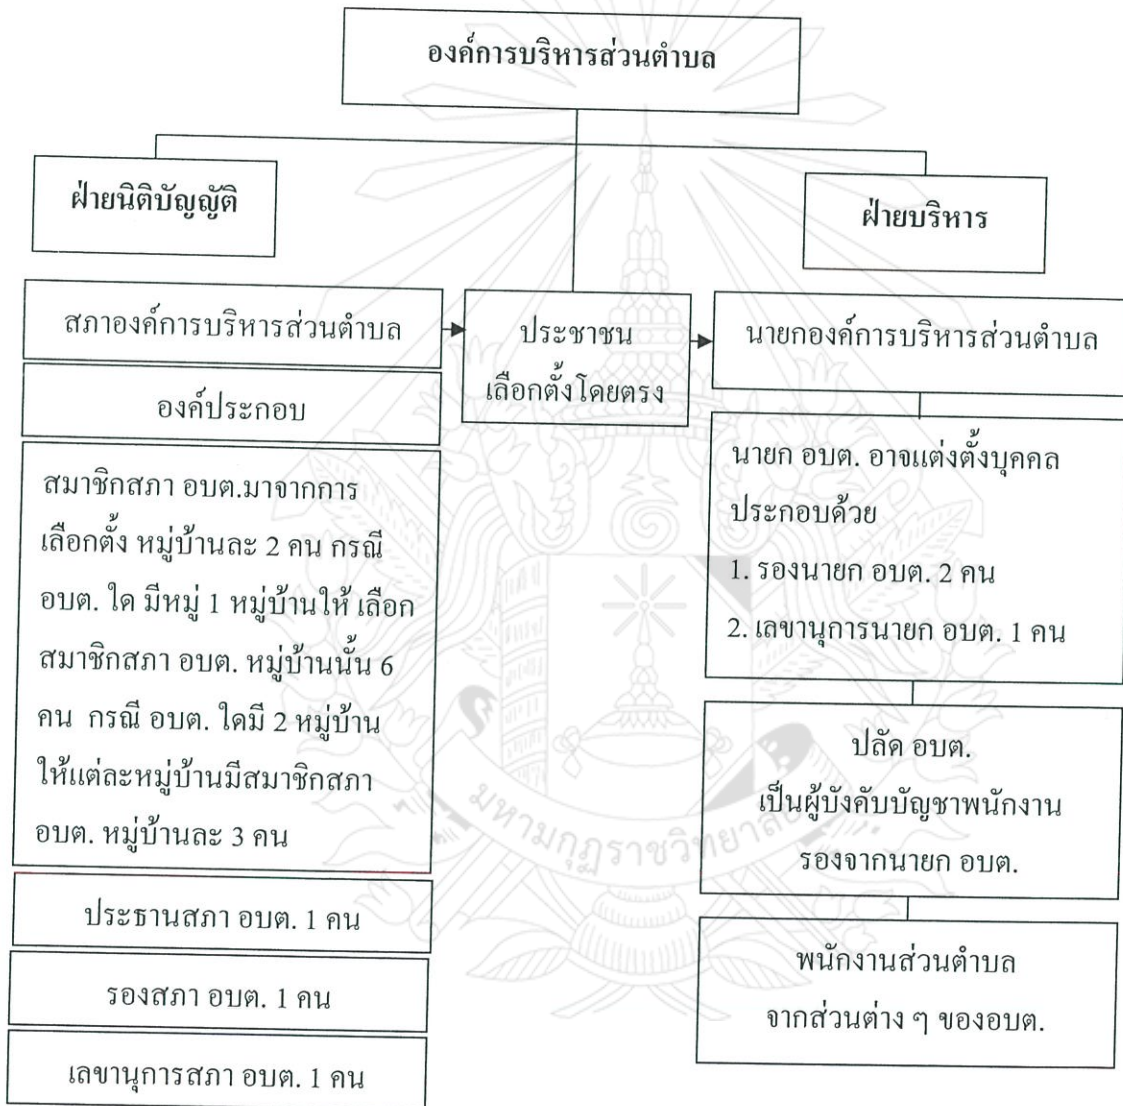 องค์การบริหารส่วนตำบล
ฝ่ายนิติบัญญัติ
ฝ่ายบริหาร
สภาองค์การบริหารส่วนตำบล
องค์ประกอบ
สมาชิกสภา อบต.มาจากการ
เลือกตั้ง หมู่บ้านละ 2 คน กรณี
อบต. ใด มีหมู่ 1 หมู่บ้านให้ เลือก
สมาชิกสภา อบต. หมู่บ้านนั้น 6
คน กรณี อบต. ใดมี 2 หมู่บ้าน
ให้แต่ละหมู่บ้านมีสมาชิกสภา
อบต. หมู่บ้านละ 3 คน
ประธานสภา อบต. 1 คน
รองสภา อบต. 1 คน
เลขานุการสภา อบต. 1 คน
ประชาชน
เลือกตั้งโดยตรง
นายกองค์การบริหารส่วนตำบล
นายก อบต. อาจแต่งตั้งบุคคล
ประกอบด้วย
1. รองนายก อบต. 2 คน
2. เลขานุการนายก อบต. 1 คน
ปลัด อบต.
เป็นผู้บังคับบัญชาพนักงาน
รองจากนายก อบต.
พนักงานส่วนตำบล
จากส่วนต่าง ๆ ของอบต.
มหามกุฏราชวิทยาลัย